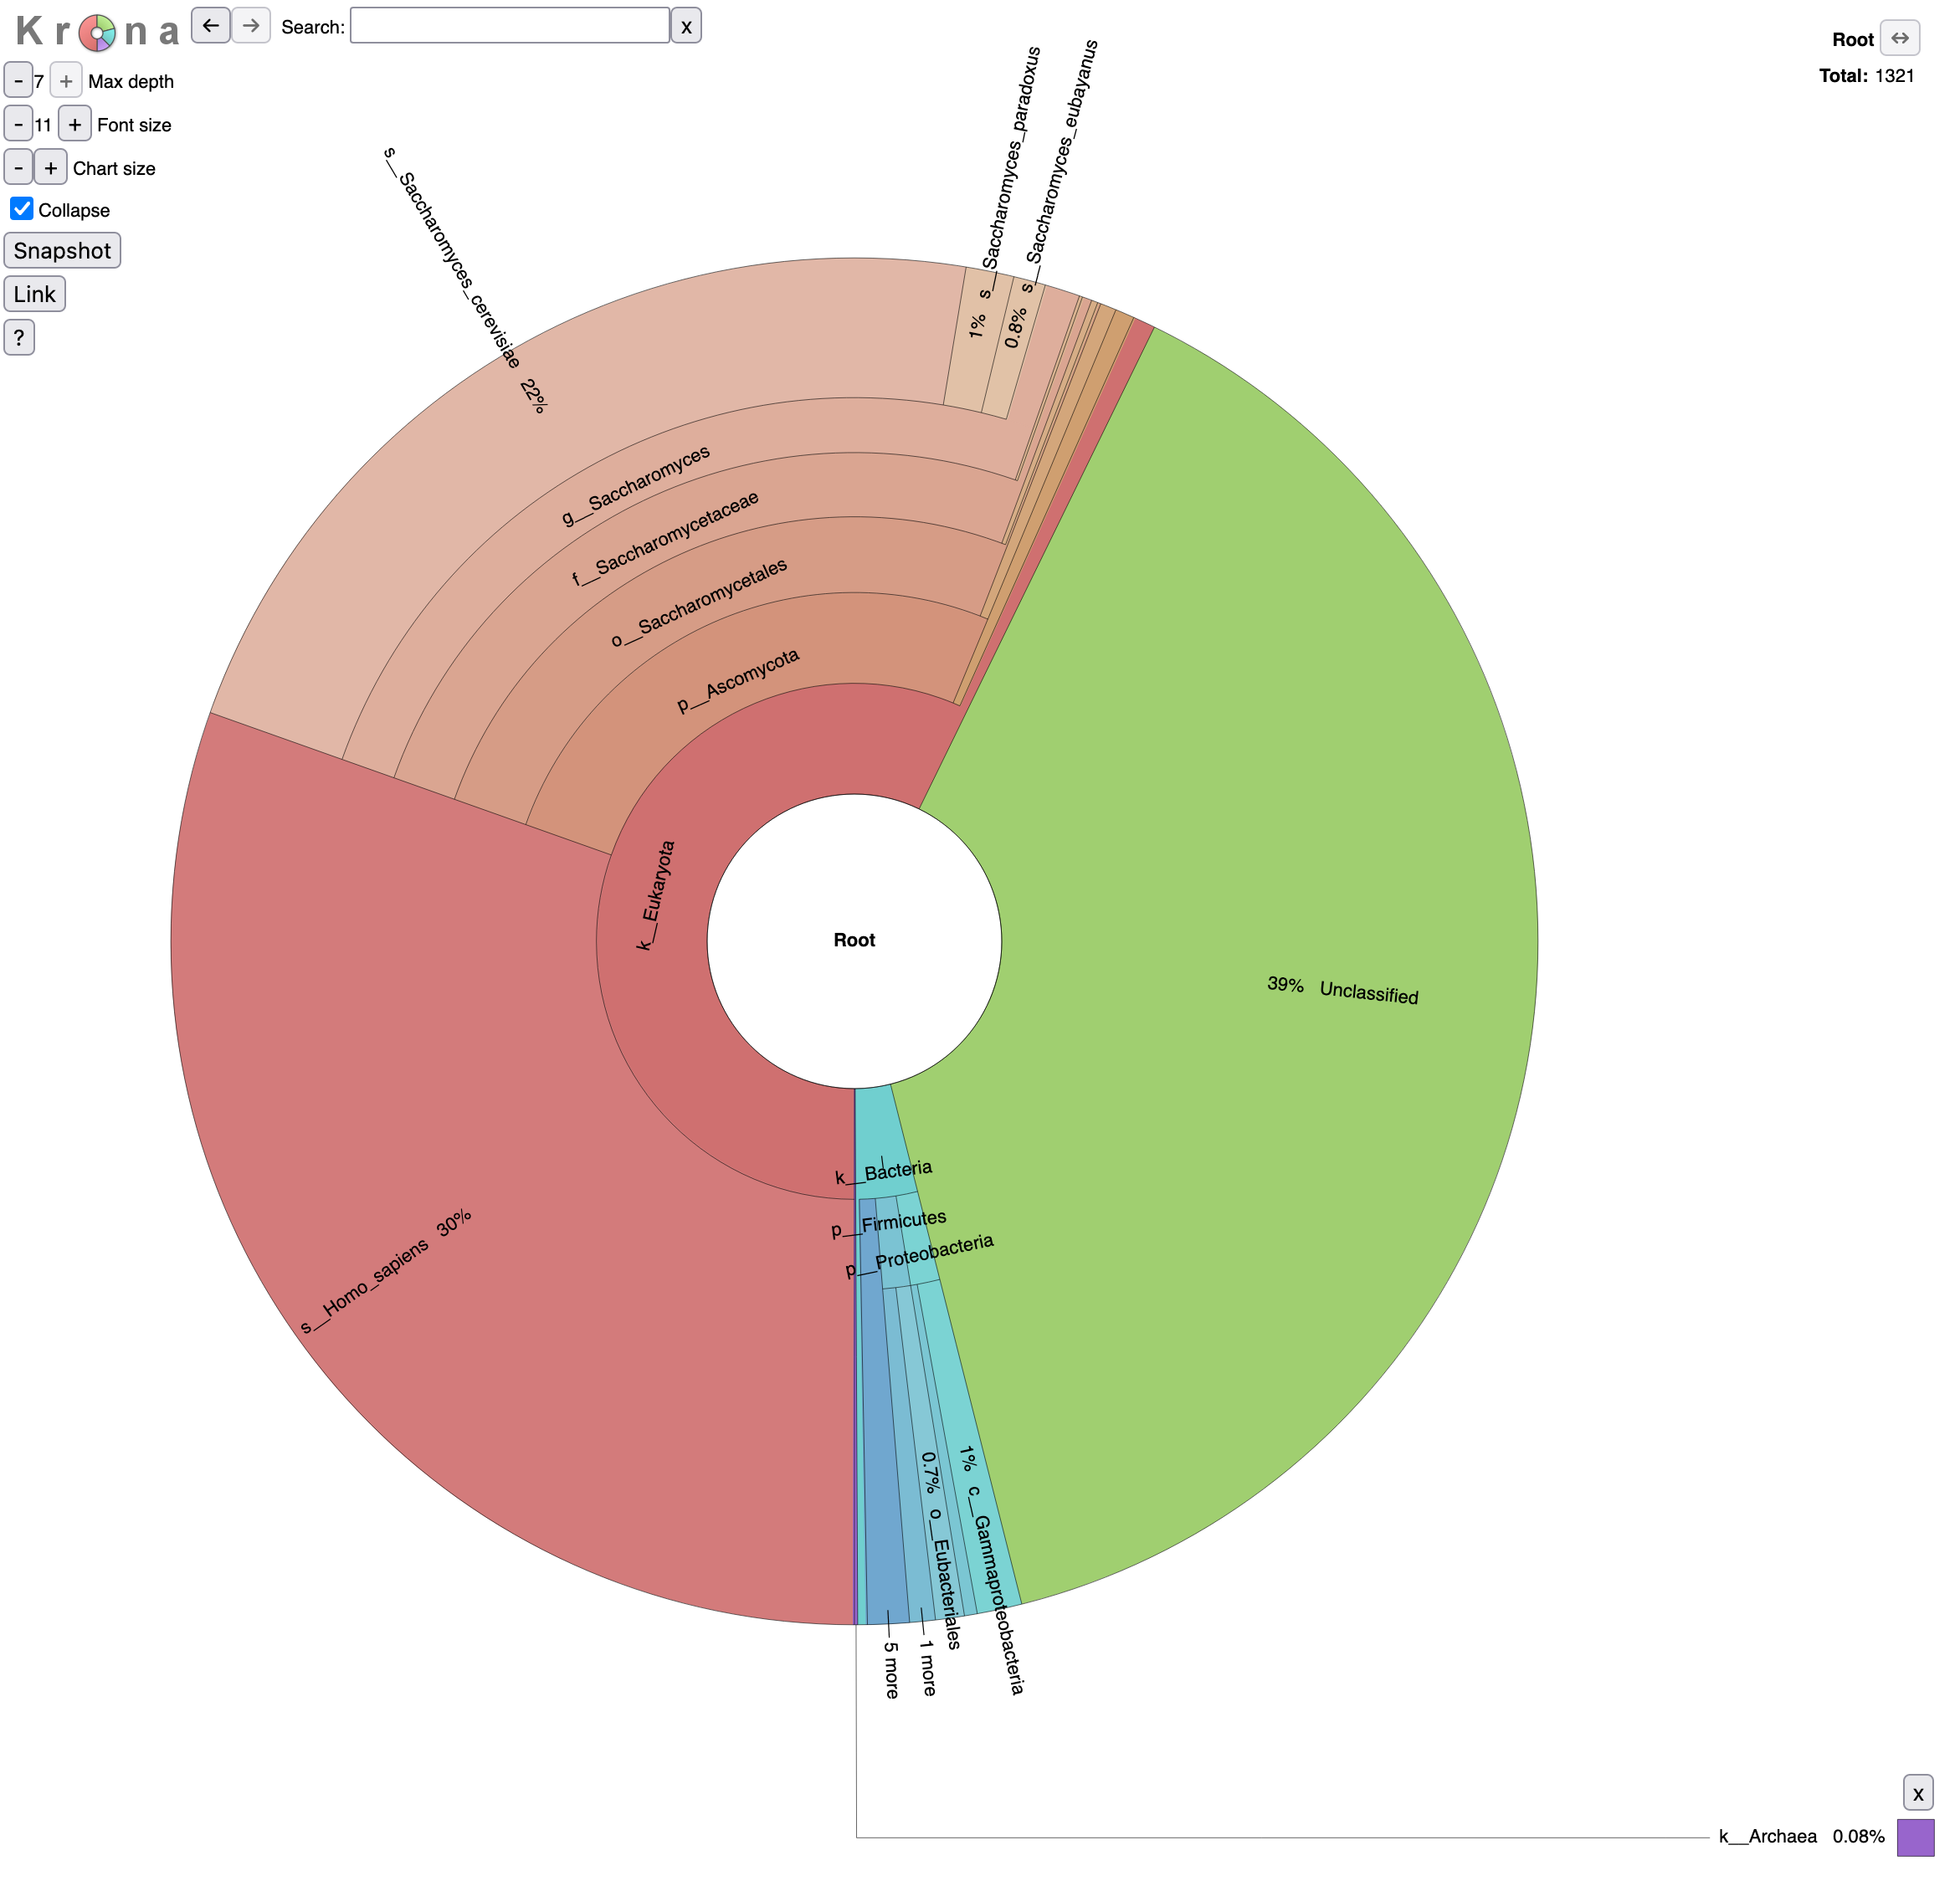 Krona
← → Search: x
Root ↔
Total: 1321
- 7 + Max depth
- 11 + Font size
- + Chart size
Collapse
Snapshot
Link
?
s__Saccharomyces_cerevisiae 22%
1% s__Saccharomyces_paradoxus
0.8% s__Saccharomyces_eubayanus
g__Saccharomyces
f__Saccharomycetaceae
o__Saccharomycetales
p__Ascomycota
k__Eukaryota
Root
39% Unclassified
k__Bacteria
p__Firmicutes
p__Proteobacteria
s__Homo_sapiens 30%
0.7% o__Eubacteriales
1% c__Gammaproteobacteria
5 more
1 more
x
k__Archaea 0.08%